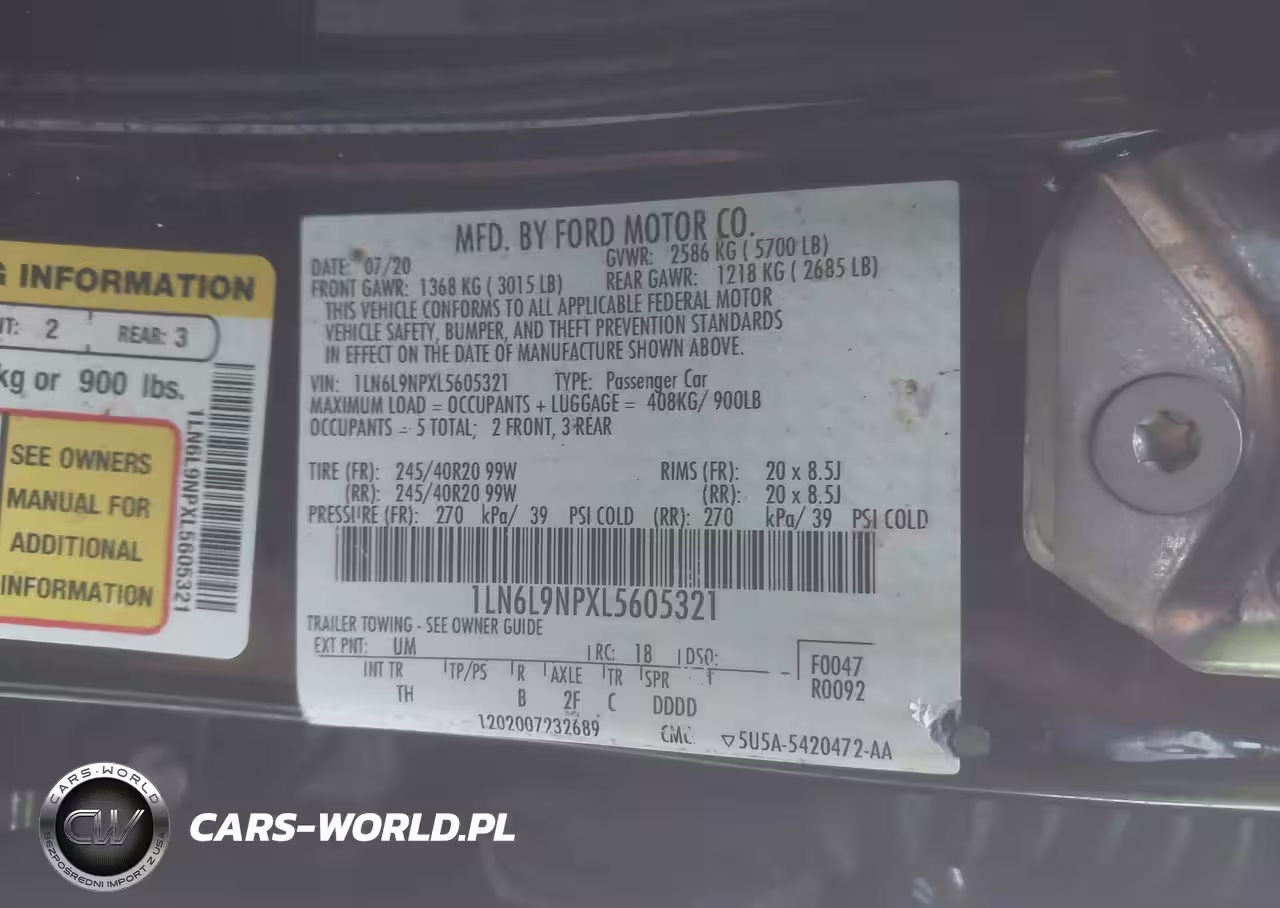 G INFORMATION
NT: 2 REAR: 3
kg or 900 lbs.
SEE OWNERS
MANUAL FOR
ADDITIONAL
INFORMATION
1LN6L9NPXL5605321
MFD. BY FORD MOTOR CO.
DATE: 07/20 GVWR: 2586 KG ( 5700 LB)
FRONT GAWR: 1368 KG ( 3015 LB) REAR GAWR: 1218 KG ( 2685 LB)
THIS VEHICLE CONFORMS TO ALL APPLICABLE FEDERAL MOTOR
VEHICLE SAFETY, BUMPER, AND THEFT PREVENTION STANDARDS
IN EFFECT ON THE DATE OF MANUFACTURE SHOWN ABOVE.
VIN: 1LN6L9NPXL5605321 TYPE: Passenger Car
MAXIMUM LOAD = OCCUPANTS + LUGGAGE = 408KG/ 900LB
OCCUPANTS = 5 TOTAL; 2 FRONT, 3 REAR
TIRE (FR): 245/40R20 99W RIMS (FR): 20 x 8.5J
(RR): 245/40R20 99W (RR): 20 x 8.5J
PRESSURE (FR): 270 kPa/ 39 PSI COLD (RR): 270 kPa/ 39 PSI COLD
1LN6L9NPXL5605321
TRAILER TOWING - SEE OWNER GUIDE
EXT PNT: UM RC: 18 DSO:
F0047
INT TR TP/PS R AXLE TR SPR
R0092
TH B 2F C DDDD
1202007232689 CMC ▽5U5A-5420472-AA
CARS-WORLD
CW
BEZPOŚREDNI IMPORT Z USA
CARS-WORLD.PL